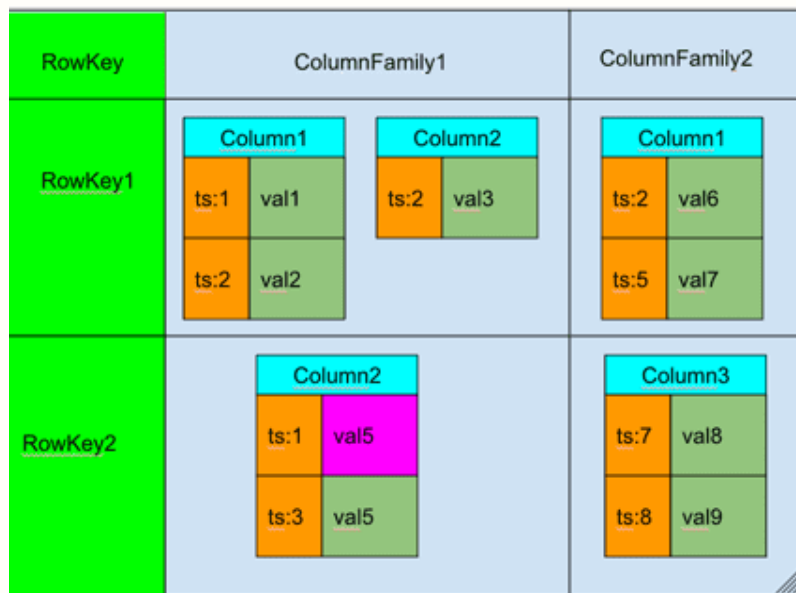 RowKey ColumnFamily1 ColumnFamily2
RowKey1
Column1 Column2 Column1
ts:1 val1 ts:2 val3 ts:2 val6
ts:2 val2 ts:5 val7
RowKey2
Column2 Column3
ts:1 val5 ts:7 val8
ts:3 val5 ts:8 val9